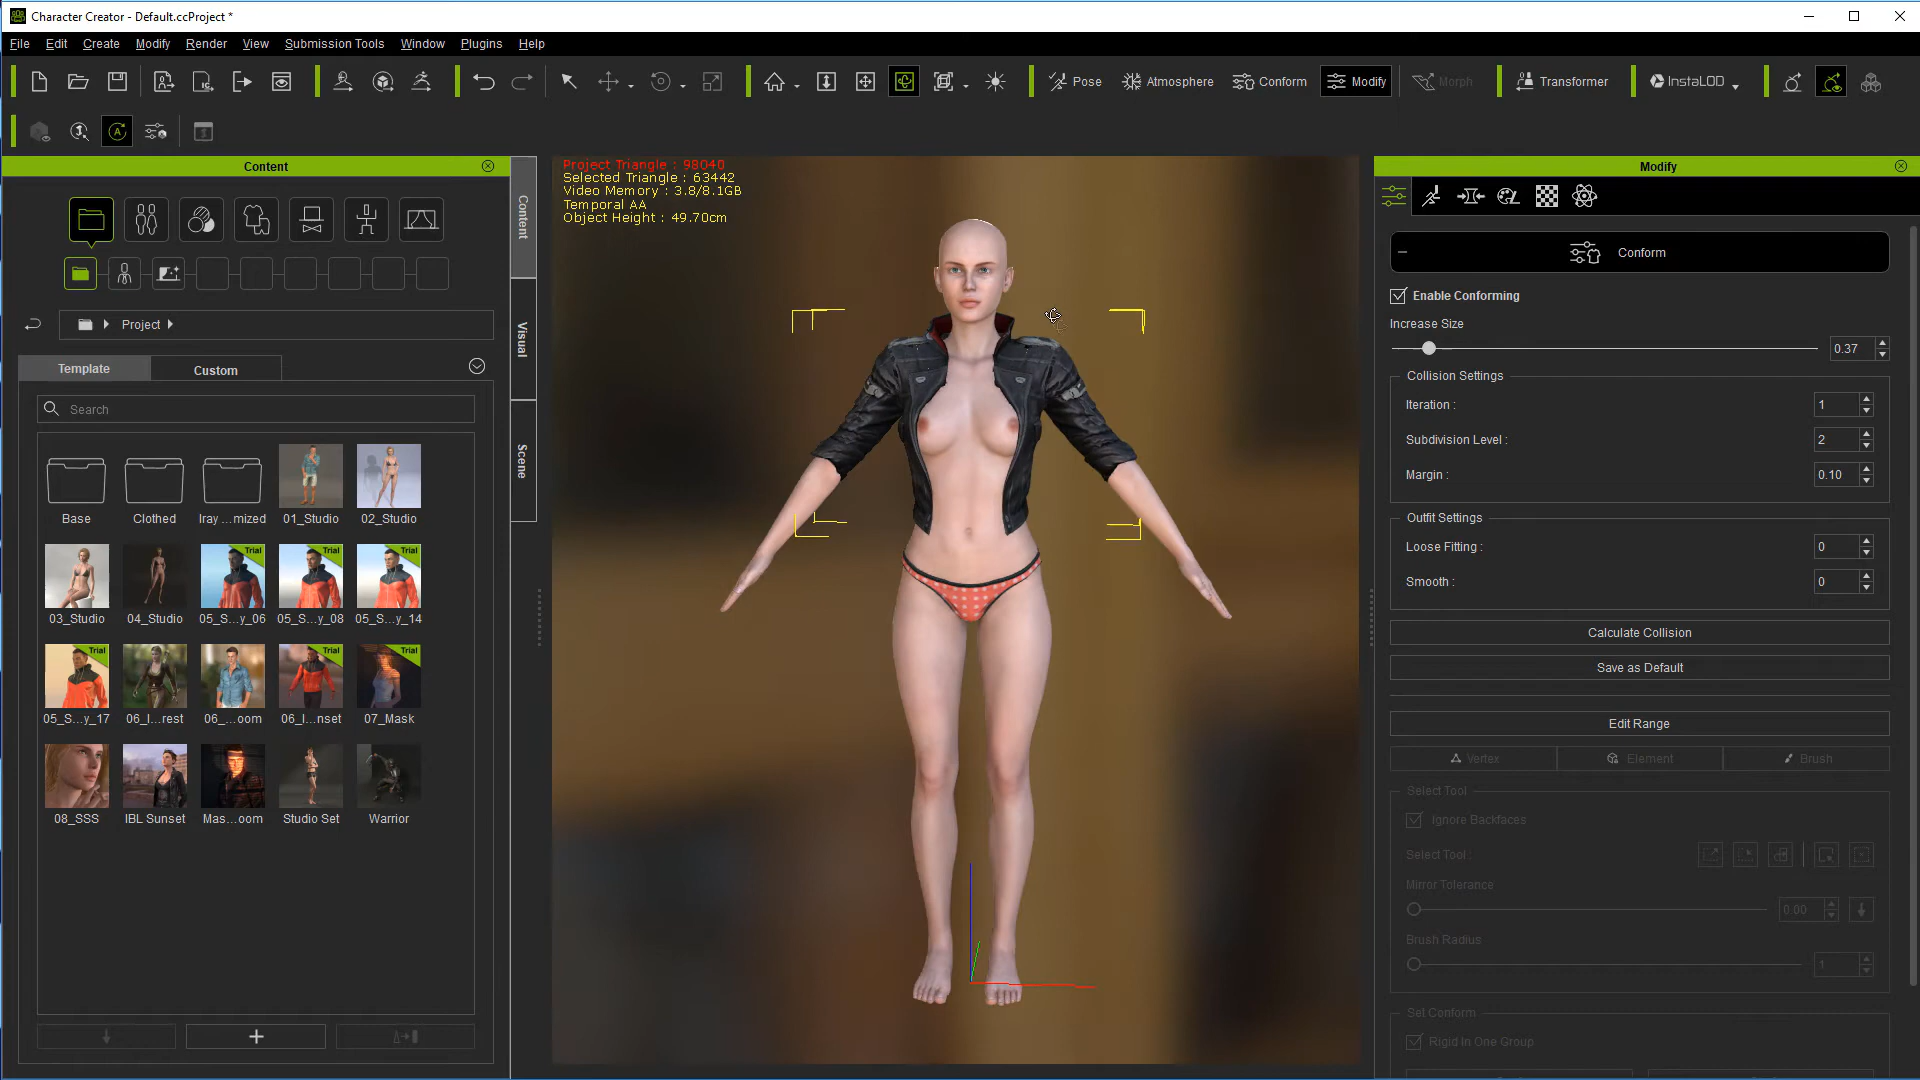 Character Creator - Default.ccProject *
File Edit Create Modify Render View Submission Tools Window Plugins Help
Pose Atmosphere Conform Modify Morph Transformer InstaLOD
Content
Content
Visual
Scene
Project
Template Custom
Search
Base Clothed Iray ...mized 01_Studio 02_Studio
Trial Trial Trial
03_Studio 04_Studio 05_S...y_06 05_S...y_08 05_S...y_14
Trial Trial Trial
05_S...y_17 06_I...rest 06_...oom 06_I...nset 07_Mask
08_SSS IBL Sunset Mas...oom Studio Set Warrior
Project Triangle : 98040
Selected Triangle : 63442
Video Memory : 3.8/8.1GB
Temporal AA
Object Height : 49.70cm
Modify
Conform
Enable Conforming
Increase Size
0.37
Collision Settings
Iteration : 1
Subdivision Level : 2
Margin : 0.10
Outfit Settings
Loose Fitting : 0
Smooth : 0
Calculate Collision
Save as Default
Edit Range
Vertex Element Brush
Select Tool
Ignore Backfaces
Select Tool :
Mirror Tolerance
0.00
Brush Radius
1
Set Conform
Rigid In One Group